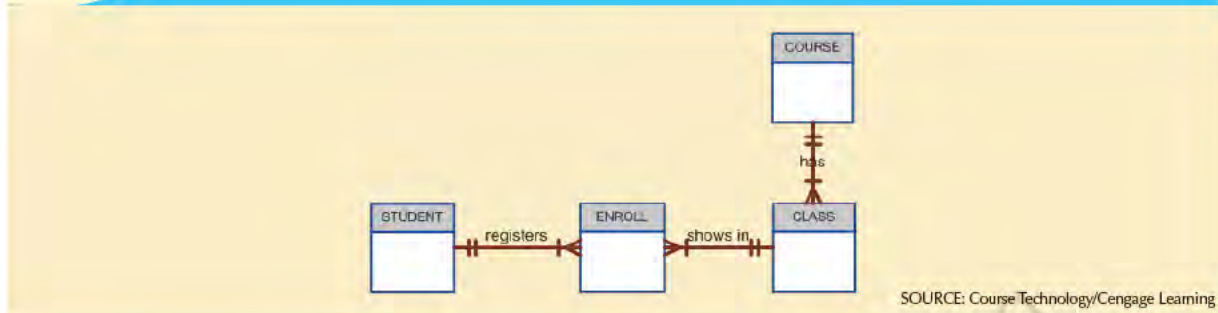 COURSE
has
STUDENT
registers
ENROLL
shows in
CLASS
SOURCE: Course Technology/Cengage Learning